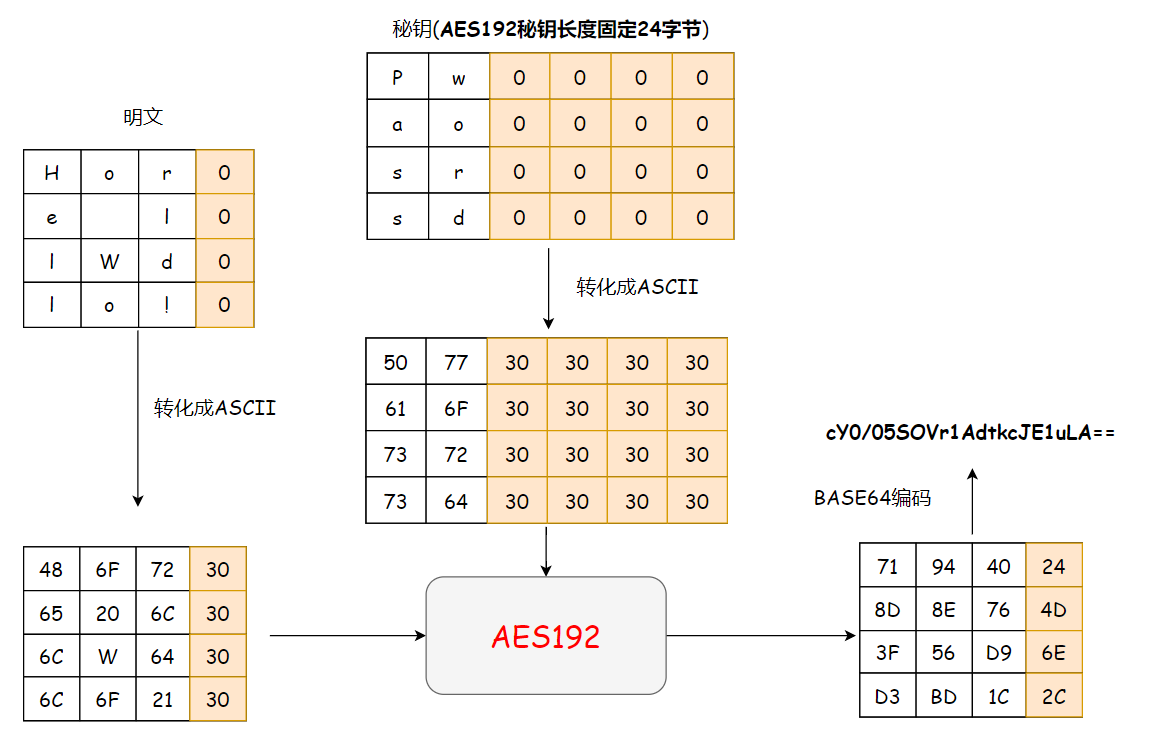 秘钥(AES192秘钥长度固定24字节)
P w 0 0 0 0
a o 0 0 0 0
s r 0 0 0 0
s d 0 0 0 0
明文
H o r 0
e l 0
l W d 0
l o ! 0
转化成ASCII
50 77 30 30 30 30
61 6F 30 30 30 30
73 72 30 30 30 30
73 64 30 30 30 30
转化成ASCII
48 6F 72 30
65 20 6C 30
6C W 64 30
6C 6F 21 30
AES192
cY0/05SOVr1AdtkcJE1uLA==
BASE64编码
71 94 40 24
8D 8E 76 4D
3F 56 D9 6E
D3 BD 1C 2C